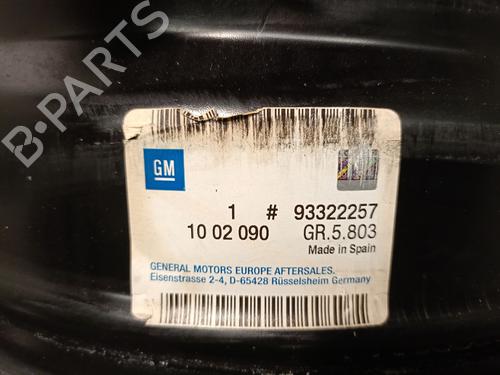 B-PARTS
GM
1 # 93322257
10 02 090 GR.5.803
Made in Spain
GENERAL MOTORS EUROPE AFTERSALES.
Eisenstrasse 2-4, D-65428 Rüsselsheim Germany